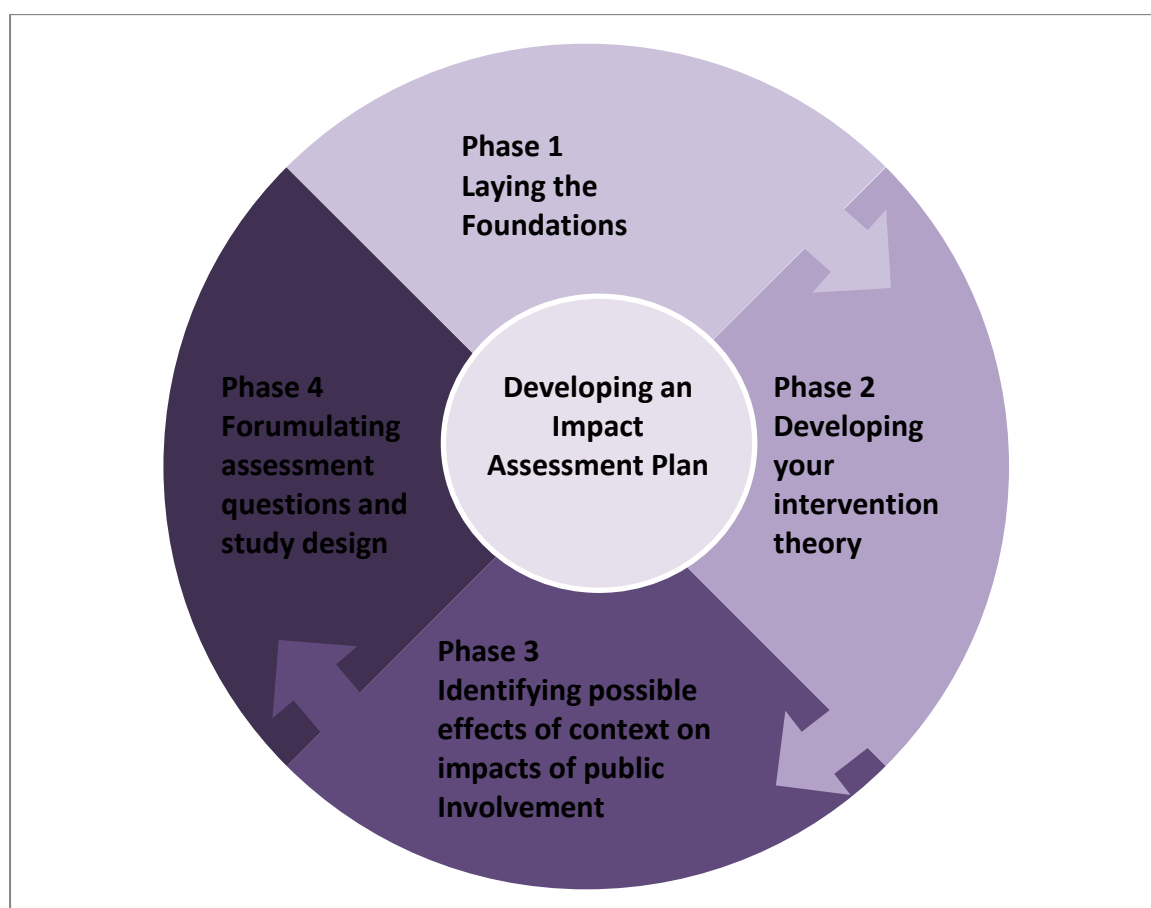 Phase 1
Laying the
Foundations
Developing an
Impact
Assessment Plan
Phase 2
Developing
your
intervention
theory
Phase 3
Identifying possible
effects of context on
impacts of public
Involvement
Phase 4
Forumulating
assessment
questions and
study design